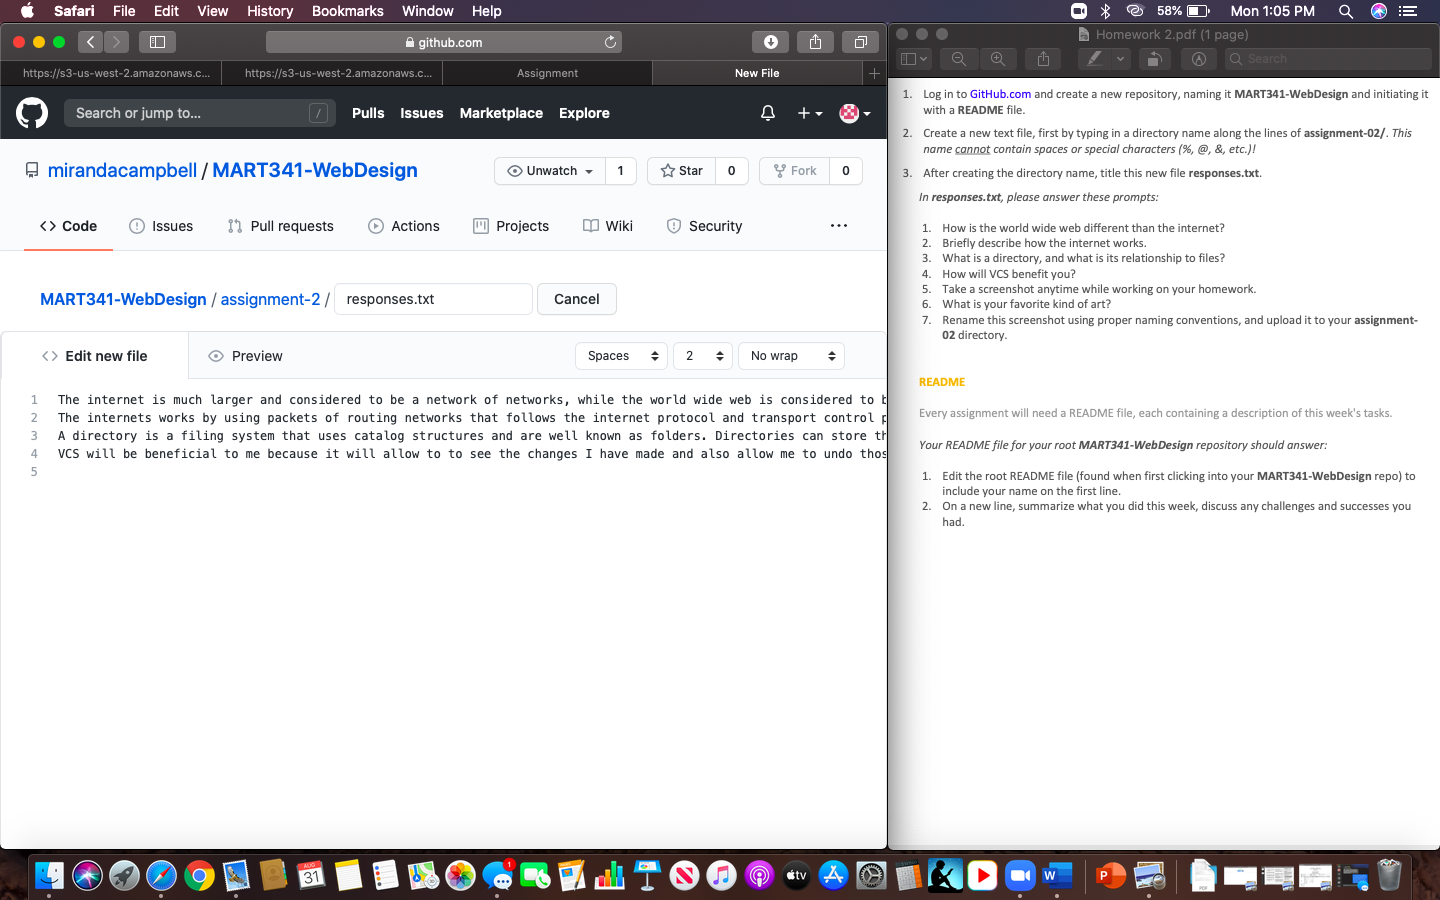 Safari File Edit View History Bookmarks Window Help 58% Mon 1:05 PM
github.com
https://s3-us-west-2.amazonaws.c... https://s3-us-west-2.amazonaws.c... Assignment New File
Search or jump to... / Pulls Issues Marketplace Explore
mirandacampbell / MART341-WebDesign Unwatch 1 Star 0 Fork 0
Code Issues Pull requests Actions Projects Wiki Security
MART341-WebDesign / assignment-2 / responses.txt Cancel
Edit new file Preview Spaces 2 No wrap
1 The internet is much larger and considered to be a network of networks, while the world wide web is considered to b
2 The internets works by using packets of routing networks that follows the internet protocol and transport control p
3 A directory is a filing system that uses catalog structures and are well known as folders. Directories can store th
4 VCS will be beneficial to me because it will allow to to see the changes I have made and also allow me to undo thos
5
Homework 2.pdf (1 page)
Search
1. Log in to GitHub.com and create a new repository, naming it MART341-WebDesign and initiating it
with a README file.
2. Create a new text file, first by typing in a directory name along the lines of assignment-02/. This
name cannot contain spaces or special characters (%, @, &, etc.)!
3. After creating the directory name, title this new file responses.txt.
In responses.txt, please answer these prompts:
1. How is the world wide web different than the internet?
2. Briefly describe how the internet works.
3. What is a directory, and what is its relationship to files?
4. How will VCS benefit you?
5. Take a screenshot anytime while working on your homework.
6. What is your favorite kind of art?
7. Rename this screenshot using proper naming conventions, and upload it to your assignment-
02 directory.
README
Every assignment will need a README file, each containing a description of this week's tasks.
Your README file for your root MART341-WebDesign repository should answer:
1. Edit the root README file (found when first clicking into your MART341-WebDesign repo) to
include your name on the first line.
2. On a new line, summarize what you did this week, discuss any challenges and successes you
had.
AUG
31
1
tv
W
P